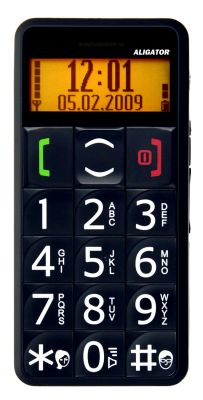 ALIGATOR
12:01
05.02.2009
1 2 ABC 3 DEF
4 GHI 5 JKL 6 MNO
7 PQRS 8 TUV 9 WXYZ
* 0 #